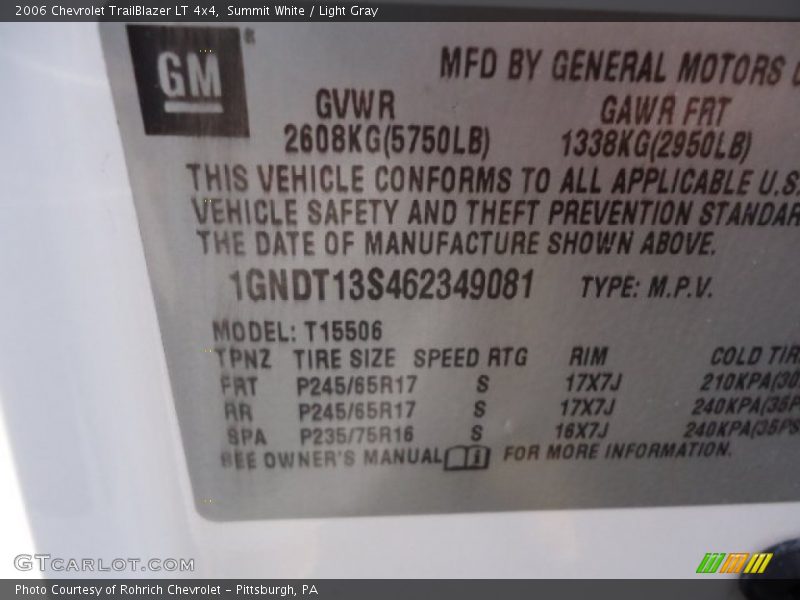 2006 Chevrolet TrailBlazer LT 4x4, Summit White / Light Gray
GM
MFD BY GENERAL MOTORS
GVWR GAWR FRT
2608KG(5750LB) 1338KG(2950LB)
THIS VEHICLE CONFORMS TO ALL APPLICABLE U.S.
VEHICLE SAFETY AND THEFT PREVENTION STANDAR
THE DATE OF MANUFACTURE SHOWN ABOVE.
1GNDT13S462349081 TYPE: M.P.V.
MODEL: T15506
TPNZ TIRE SIZE SPEED RTG RIM COLD TIR
FRT P245/65R17 S 17X7J 210KPA(30
RR P245/65R17 S 17X7J 240KPA(35P
SPA P235/75R16 S 16X7J 240KPA(35PS
SEE OWNER'S MANUAL FOR MORE INFORMATION.
GTCARLOT.COM
Photo Courtesy of Rohrich Chevrolet – Pittsburgh, PA